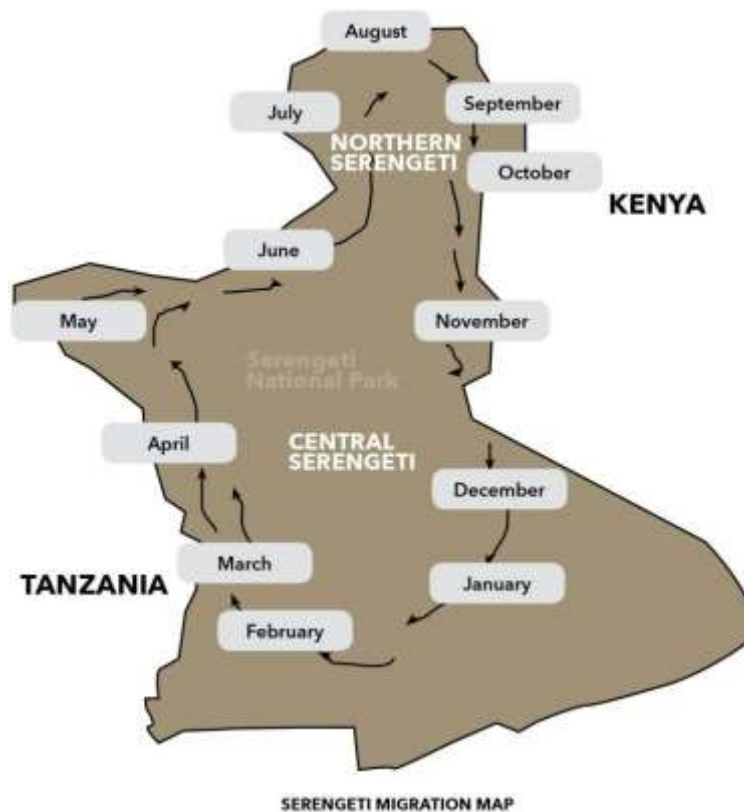 August
September
July
NORTHERN
SERENGETI
October
KENYA
June
May
November
Serengeti
National Park
April
CENTRAL
SERENGETI
December
March
TANZANIA
January
February
SERENGETI MIGRATION MAP